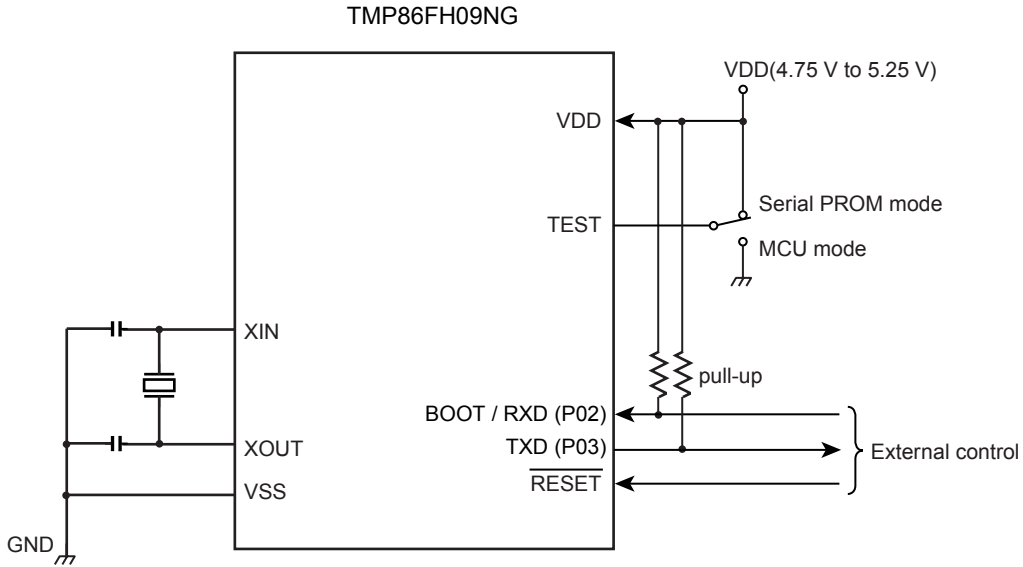 TMP86FH09NG
VDD(4.75 V to 5.25 V)
VDD
Serial PROM mode
TEST
MCU mode
XIN
pull-up
BOOT / RXD (P02)
XOUT
TXD (P03)
External control
RESET
VSS
GND